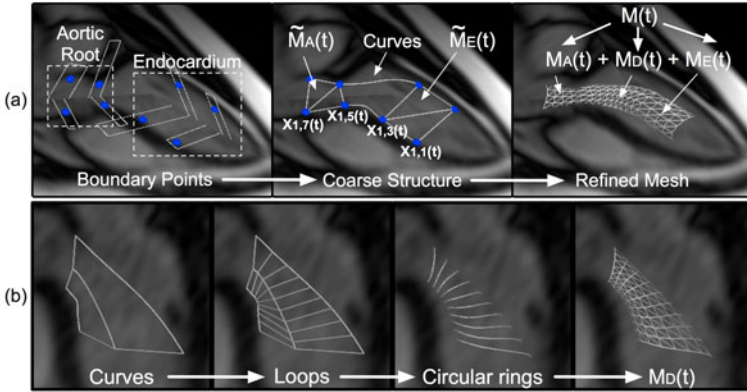 (a)
Aortic
Root
Endocardium
Boundary Points
M̃A(t)
Curves
M̃E(t)
X1,7(t)
X1,5(t)
X1,3(t)
X1,1(t)
Coarse Structure
M(t)
MA(t) + MD(t) + ME(t)
Refined Mesh
(b)
Curves
Loops
Circular rings
MD(t)